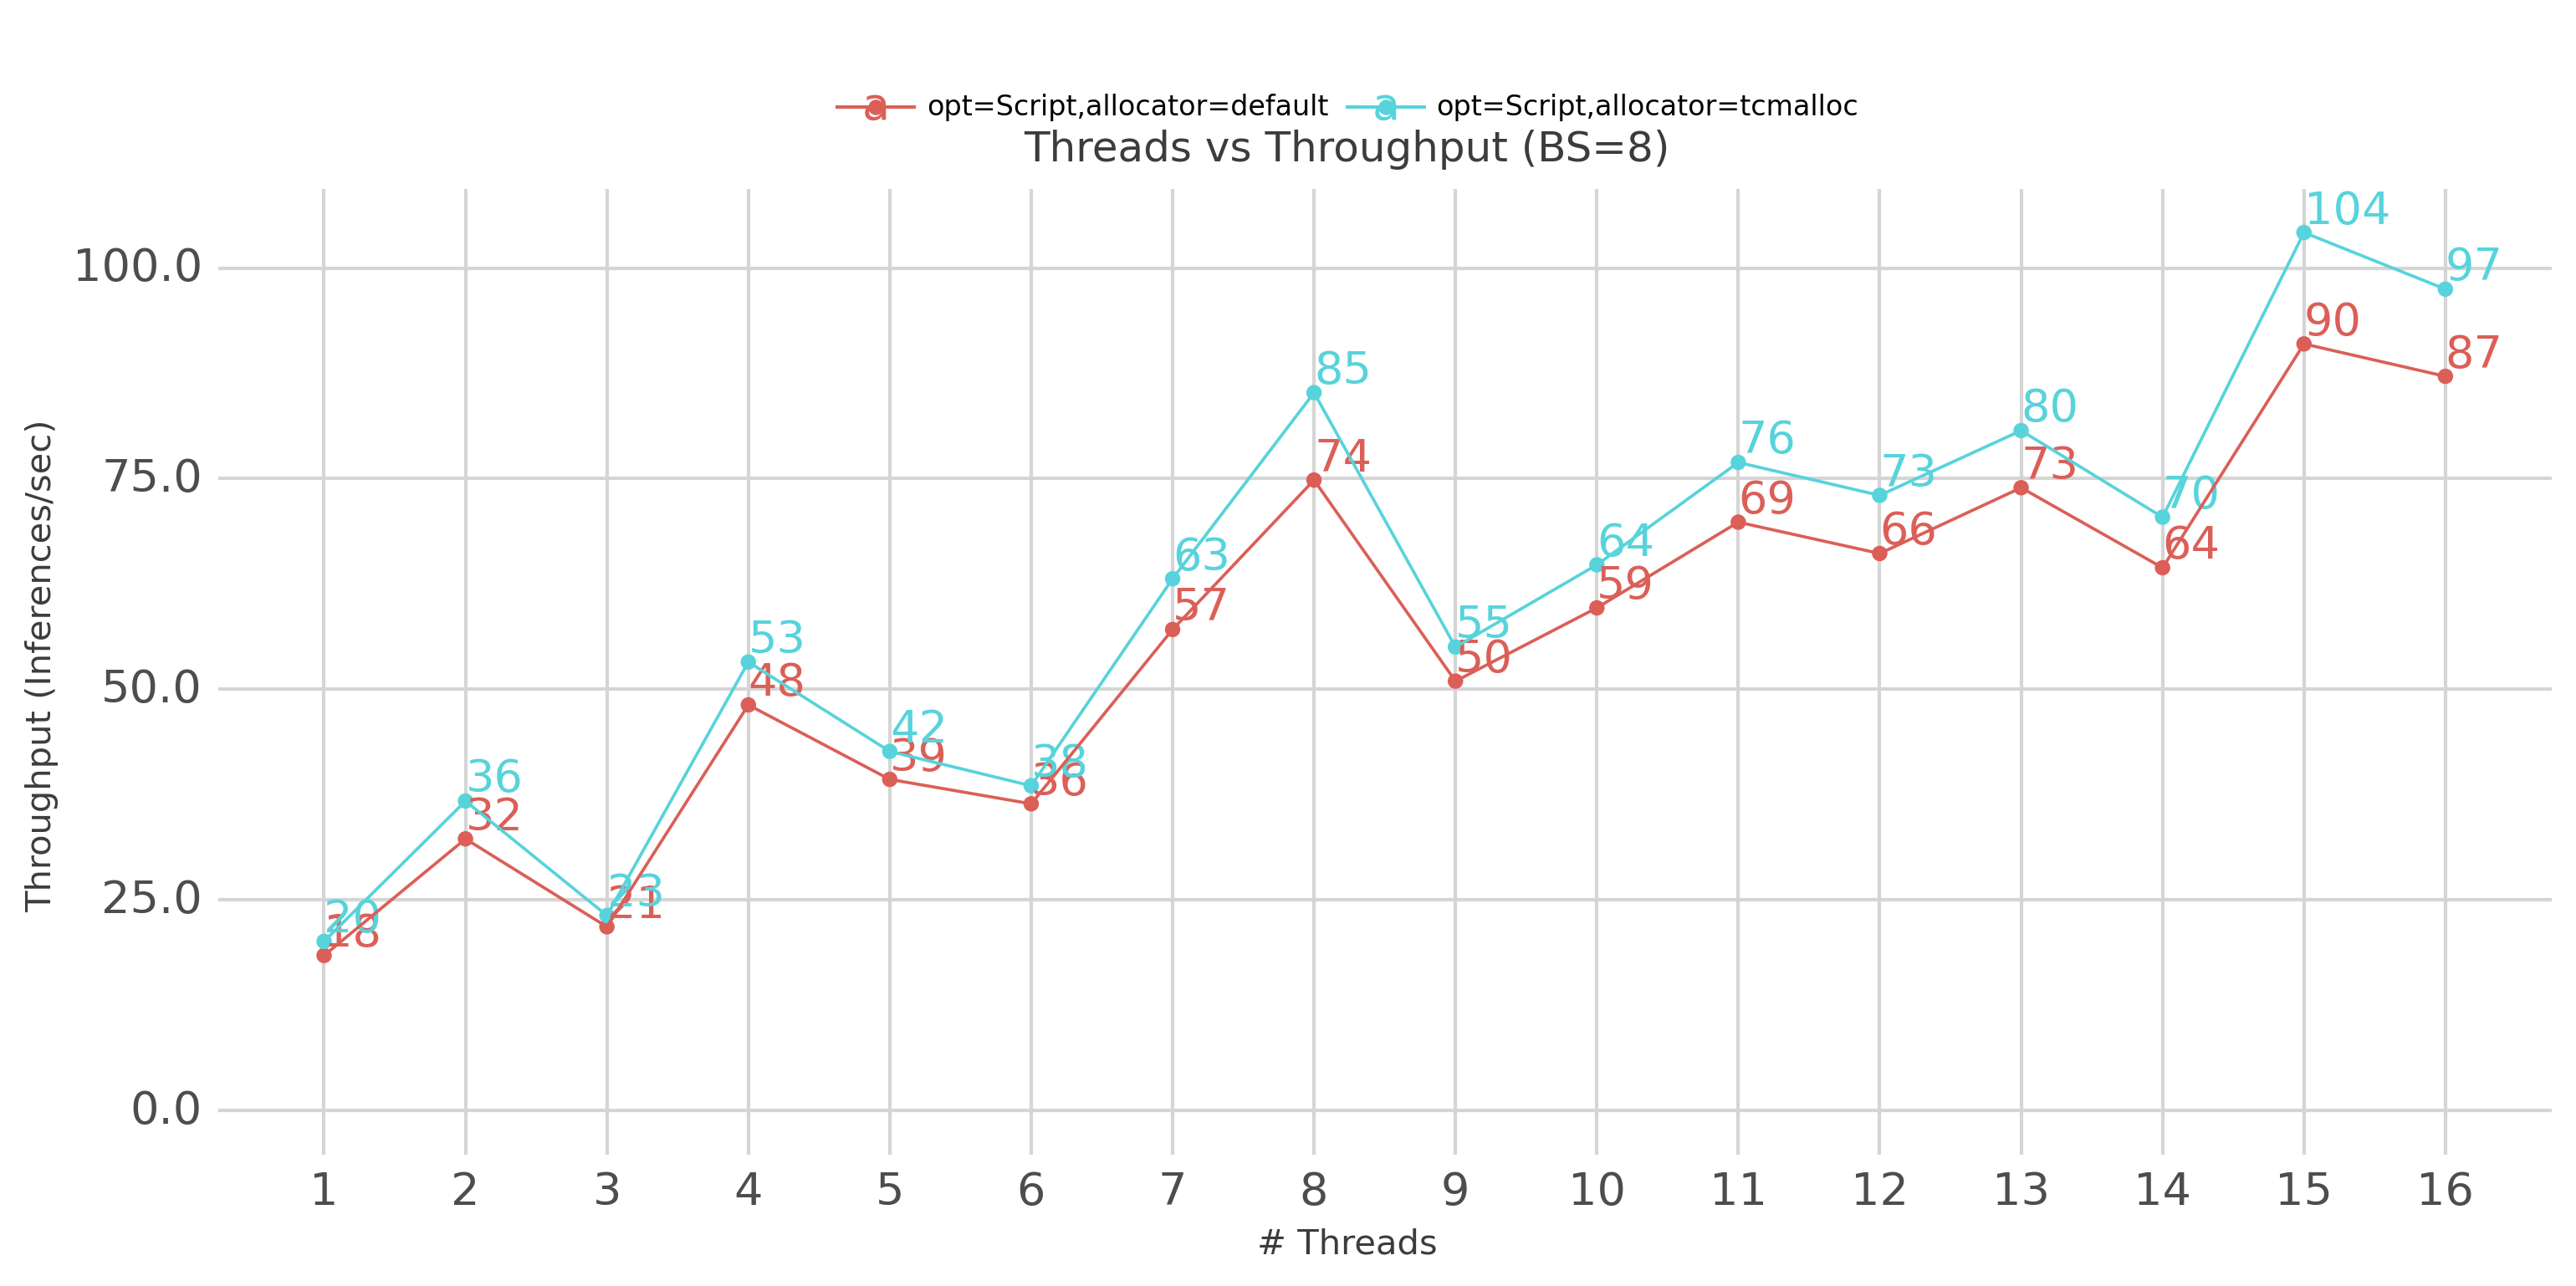 a opt=Script,allocator=default a opt=Script,allocator=tcmalloc
Threads vs Throughput (BS=8)
Throughput (Inferences/sec)
100.0
75.0
50.0
25.0
0.0
20 36 23 53 42 38 63 85 55 64 76 73 80 70 104 97
18 32 21 48 39 36 57 74 50 59 69 66 73 64 90 87
1 2 3 4 5 6 7 8 9 10 11 12 13 14 15 16
# Threads